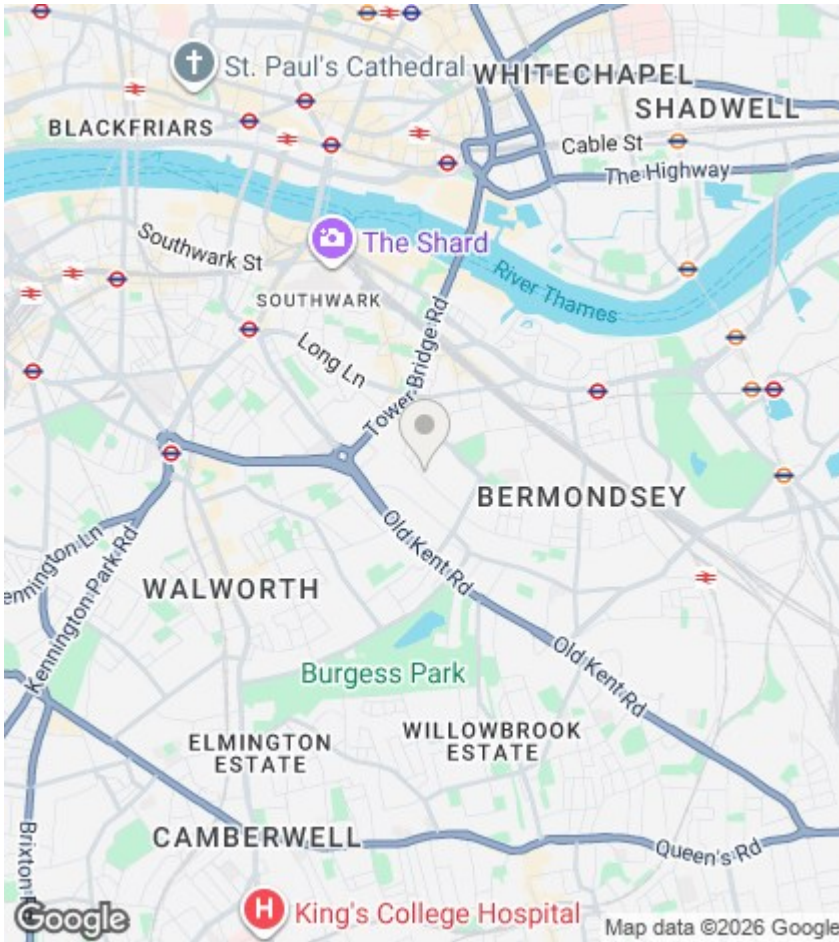 St. Paul's Cathedral
WHITECHAPEL
SHADWELL
BLACKFRIARS
Cable St
The Highway
Southwark St
The Shard
River Thames
SOUTHWARK
Tower Bridge Rd
Long Ln
BERMONDSEY
Old Kent Rd
ennington Ln
Kennington Park Rd
WALWORTH
Old Kent Rd
Burgess Park
ELMINGTON
ESTATE
WILLOWBROOK
ESTATE
CAMBERWELL
Queen's Rd
Brixton R
H
King's College Hospital
Google
Map data ©2026 Google